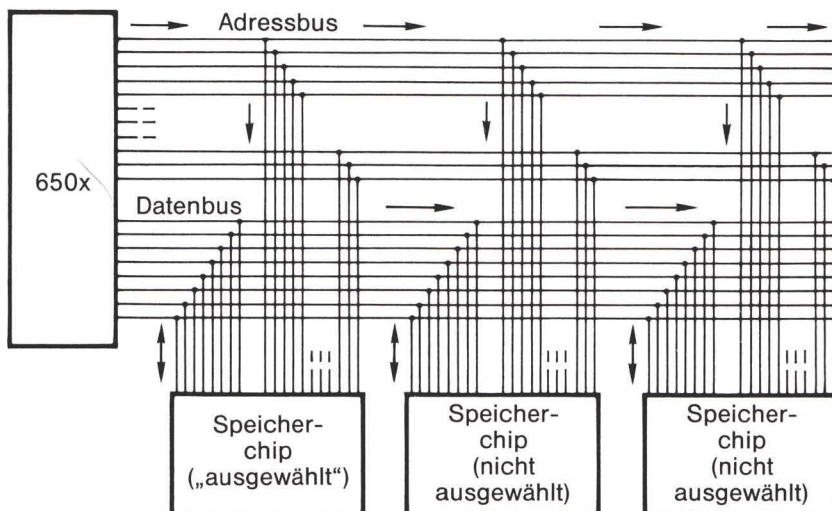 Adressbus
650x
Datenbus
Speicher-
chip
(„ausgewählt“)
Speicher-
chip
(nicht
ausgewählt)
Speicher-
chip
(nicht
ausgewählt)